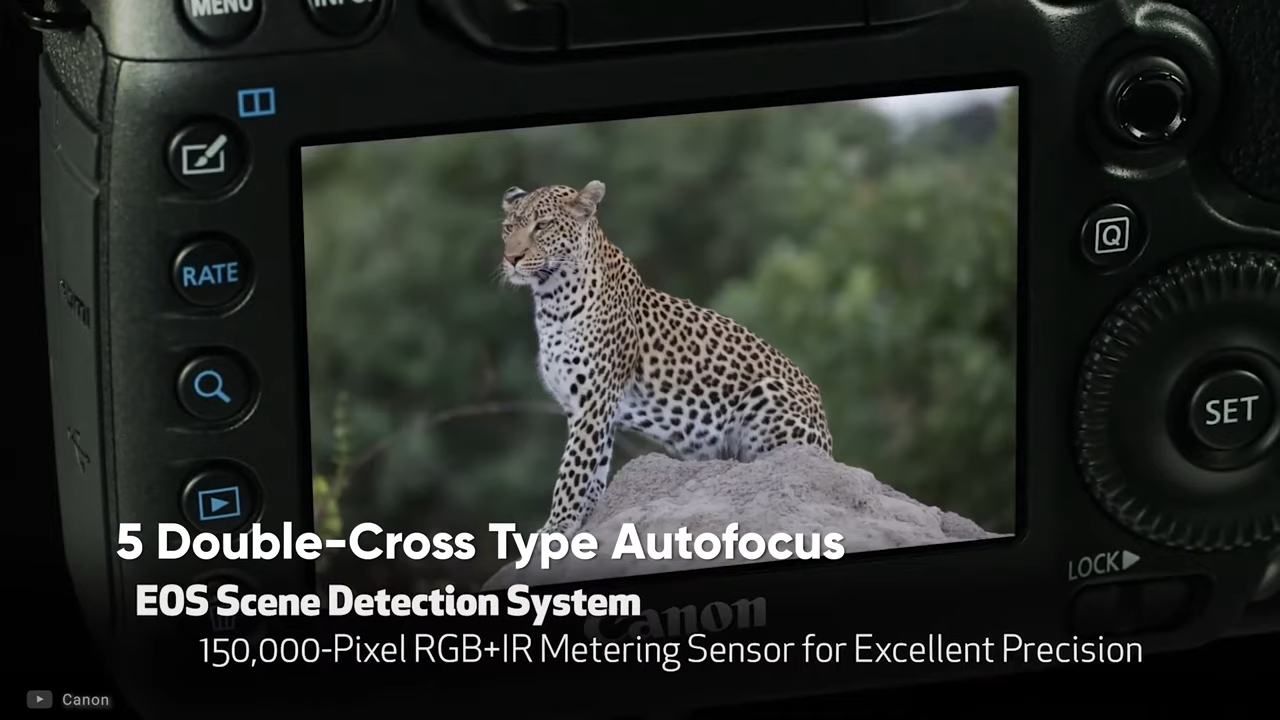 MENU
INFO.
RATE
Q
SET
LOCK▶
5 Double-Cross Type Autofocus
EOS Scene Detection System
Canon
150,000-Pixel RGB+IR Metering Sensor for Excellent Precision
Canon